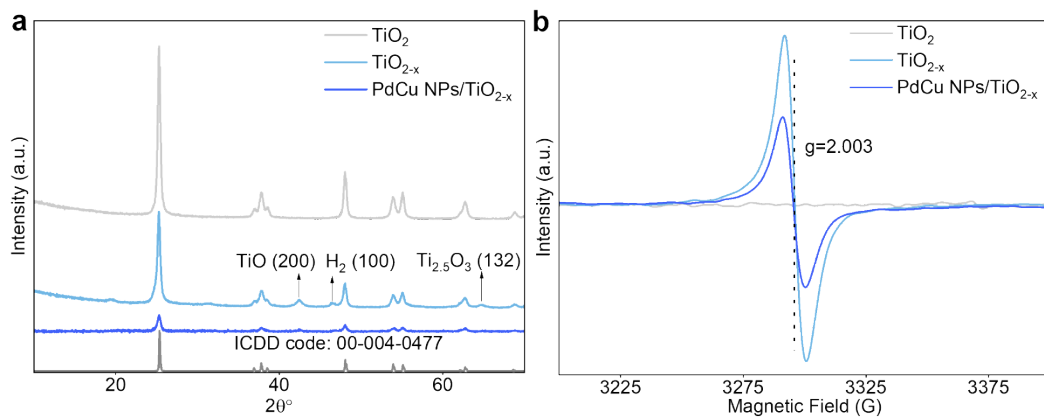 a
TiO₂
TiO₂₋ₓ
PdCu NPs/TiO₂₋ₓ
TiO (200)
H₂ (100)
Ti₂.₅O₃ (132)
ICDD code: 00-004-0477
Intensity (a.u.)
20
40
60
2θ°
b
TiO₂
TiO₂₋ₓ
PdCu NPs/TiO₂₋ₓ
g=2.003
Intensity (a.u.)
3225
3275
3325
3375
Magnetic Field (G)